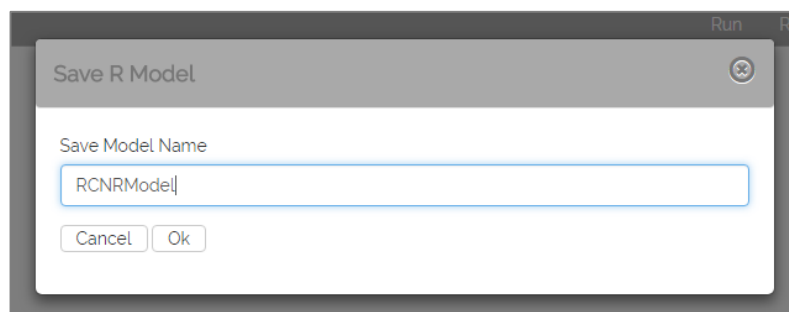 Run R
Save R Model
Save Model Name
RCNRModel
Cancel Ok